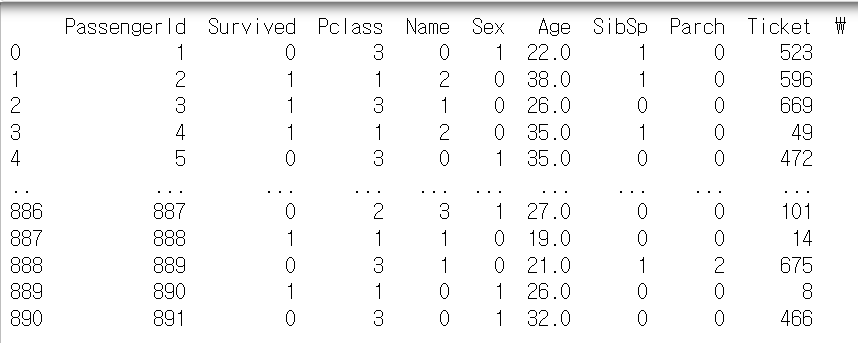 PassengerId Survived Pclass Name Sex Age SibSp Parch Ticket ₩
0 1 0 3 0 1 22.0 1 0 523
1 2 1 1 2 0 38.0 1 0 596
2 3 1 3 1 0 26.0 0 0 669
3 4 1 1 2 0 35.0 1 0 49
4 5 0 3 0 1 35.0 0 0 472
.. ... ... ... ... ... ... ... ... ...
886 887 0 2 3 1 27.0 0 0 101
887 888 1 1 1 0 19.0 0 0 14
888 889 0 3 1 0 21.0 1 2 675
889 890 1 1 0 1 26.0 0 0 8
890 891 0 3 0 1 32.0 0 0 466